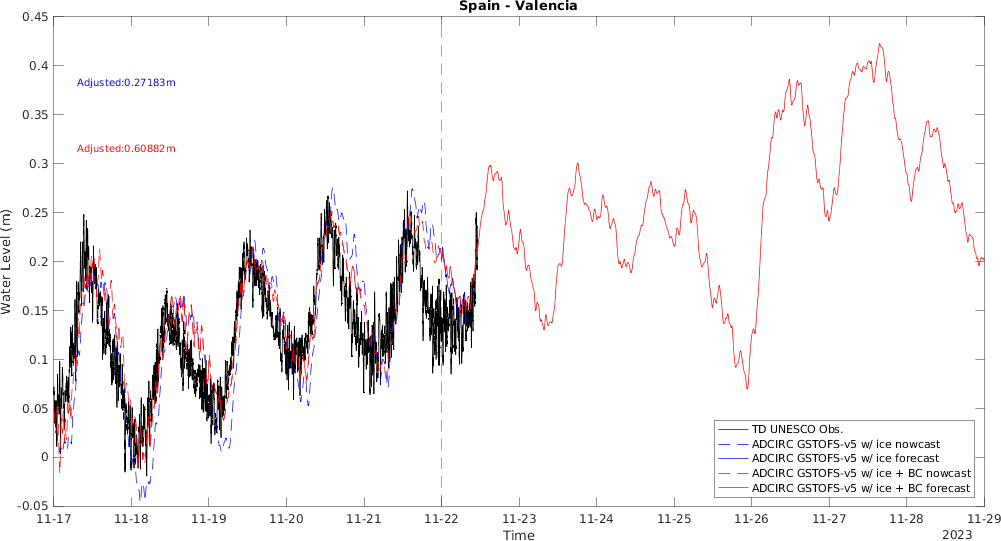 Spain - Valencia
0.45
0.4
0.35
0.3
0.25
0.2
0.15
0.1
0.05
0
-0.05
Water Level (m)
Adjusted:0.27183m
Adjusted:0.60882m
TD UNESCO Obs.
ADCIRC GSTOFS-v5 w/ ice nowcast
ADCIRC GSTOFS-v5 w/ ice forecast
ADCIRC GSTOFS-v5 w/ ice + BC nowcast
ADCIRC GSTOFS-v5 w/ ice + BC forecast
11-17 11-18 11-19 11-20 11-21 11-22 11-23 11-24 11-25 11-26 11-27 11-28 11-29
Time
2023